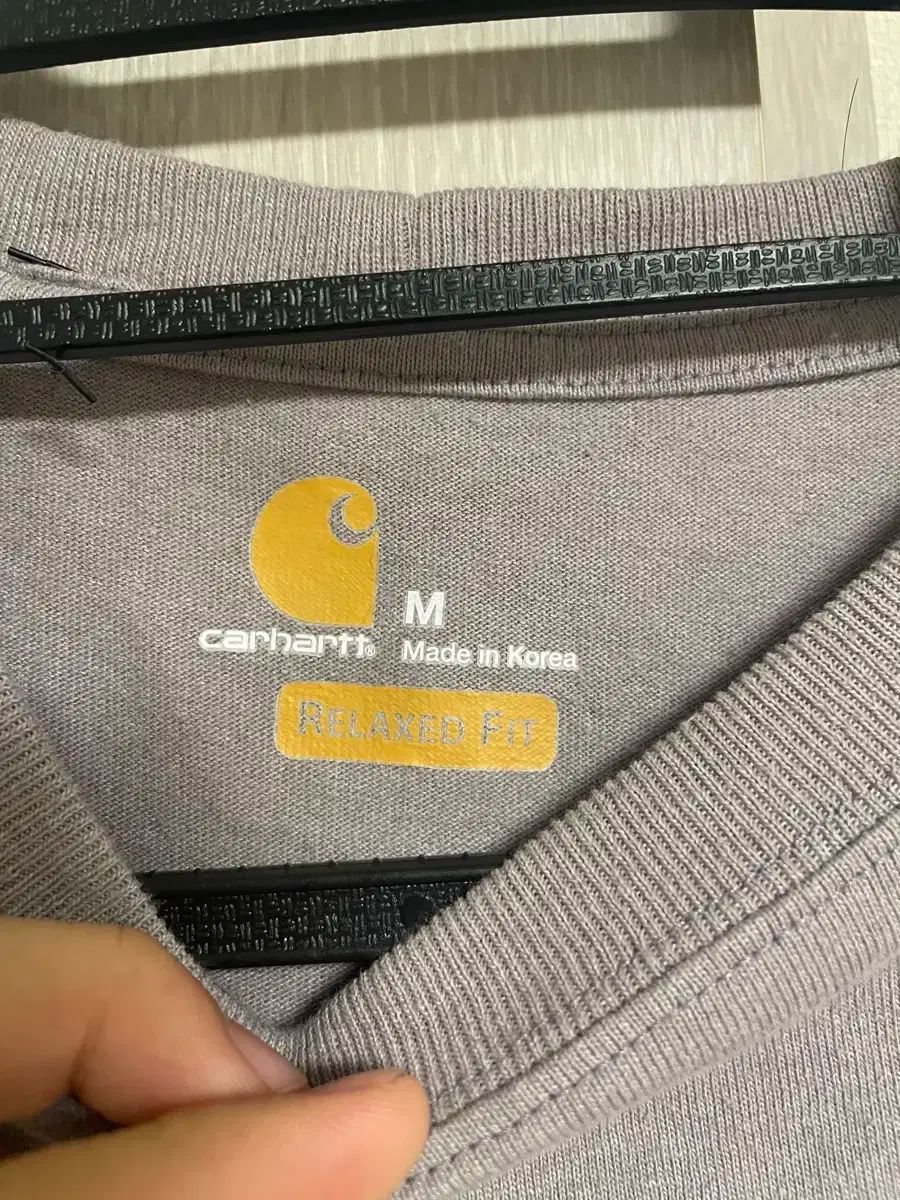 M
carhartt®
Made in Korea
RELAXED FIT